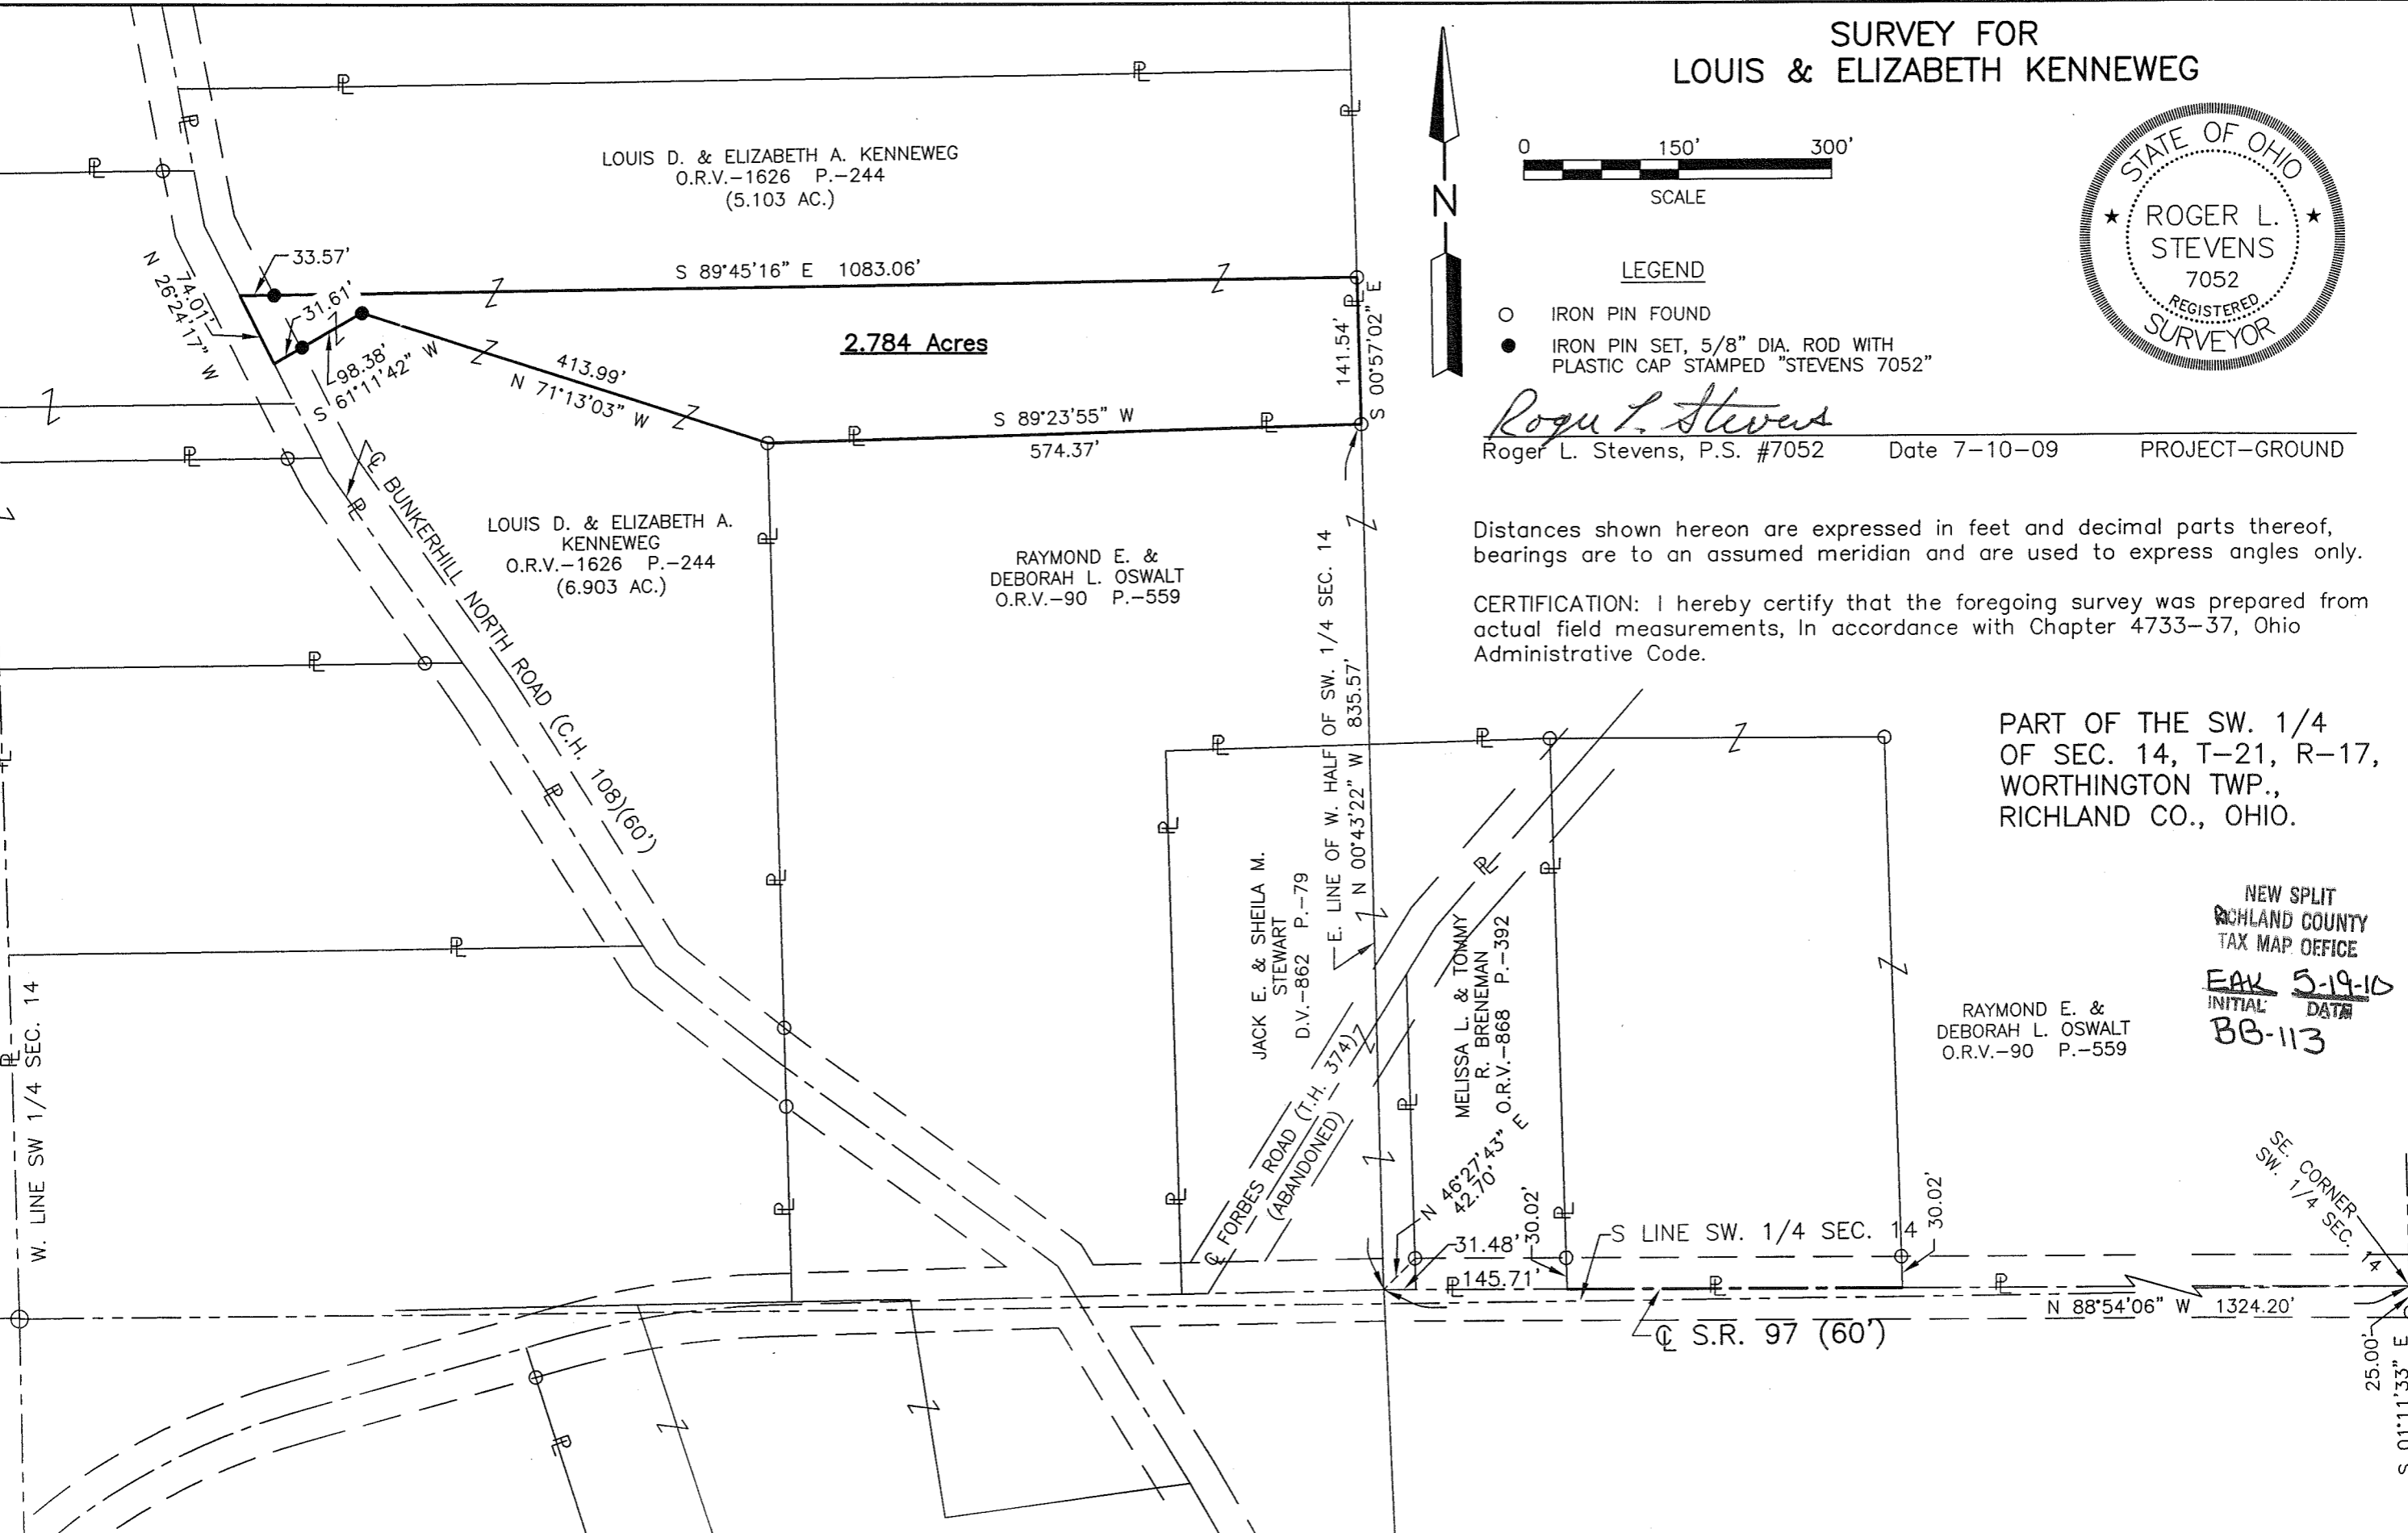 SURVEY FOR
LOUIS & ELIZABETH KENNEWEG
0 150' 300'
SCALE
N
LEGEND
IRON PIN FOUND
IRON PIN SET, 5/8" DIA. ROD WITH
PLASTIC CAP STAMPED "STEVENS 7052"
STATE OF OHIO
ROGER L.
STEVENS
7052
REGISTERED
SURVEYOR
Roger L. Stevens
Roger L. Stevens, P.S. #7052 Date 7-10-09 PROJECT-GROUND
Distances shown hereon are expressed in feet and decimal parts thereof,
bearings are to an assumed meridian and are used to express angles only.
CERTIFICATION: I hereby certify that the foregoing survey was prepared from
actual field measurements, In accordance with Chapter 4733-37, Ohio
Administrative Code.
PART OF THE SW. 1/4
OF SEC. 14, T-21, R-17,
WORTHINGTON TWP.,
RICHLAND CO., OHIO.
NEW SPLIT
RICHLAND COUNTY
TAX MAP OFFICE
EAK 5-19-10
INITIAL DATE
BB-113
LOUIS D. & ELIZABETH A. KENNEWEG
O.R.V.-1626 P.-244
(5.103 AC.)
33.57'
S 89°45'16" E 1083.06'
74.01'
N 26°24'17" W
31.61'
98.38'
S 61°11'42" W
413.99'
N 71°13'03" W
2.784 Acres
141.54'
S 00°57'02" E
S 89°23'55" W
574.37'
LOUIS D. & ELIZABETH A.
KENNEWEG
O.R.V.-1626 P.-244
(6.903 AC.)
RAYMOND E. &
DEBORAH L. OSWALT
O.R.V.-90 P.-559
℄ BUNKERHILL NORTH ROAD (C.H. 108)(60')
E. LINE OF W. HALF OF SW. 1/4 SEC. 14
N 00°43'22" W 835.57'
JACK E. & SHEILA M.
STEWART
D.V.-862 P.-79
MELISSA L. & TOMMY
R. BRENEMAN
O.R.V.-868 P.-392
℄ FORBES ROAD (T.H. 374)
(ABANDONED)
N 46°27'43" E
42.70'
30.02'
31.48'
145.71'
S LINE SW. 1/4 SEC. 14
30.02'
RAYMOND E. &
DEBORAH L. OSWALT
O.R.V.-90 P.-559
SE. CORNER
SW. 1/4 SEC. 14
N 88°54'06" W 1324.20'
℄ S.R. 97 (60')
25.00'
S 01°11'33" E
W. LINE SW 1/4 SEC. 14